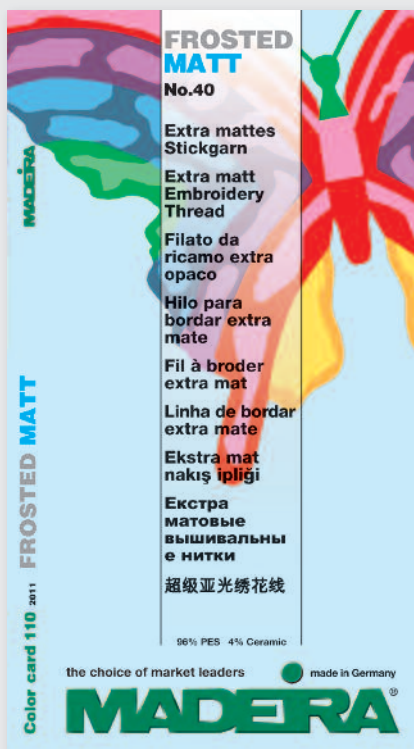 FROSTED
MATT
No.40
Extra mattes
Stickgarn
Extra matt
Embroidery
Thread
Filato da
ricamo extra
opaco
Hilo para
bordar extra
mate
Fil à broder
extra mat
Linha de bordar
extra mate
Ekstra mat
nakış ipliği
Екстра
матовые
вышивальны
е нитки
超级亚光绣花线
96% PES 4% Ceramic
the choice of market leaders
made in Germany
MADEIRA®
MADEIRA
Color card 110 2011 FROSTED MATT